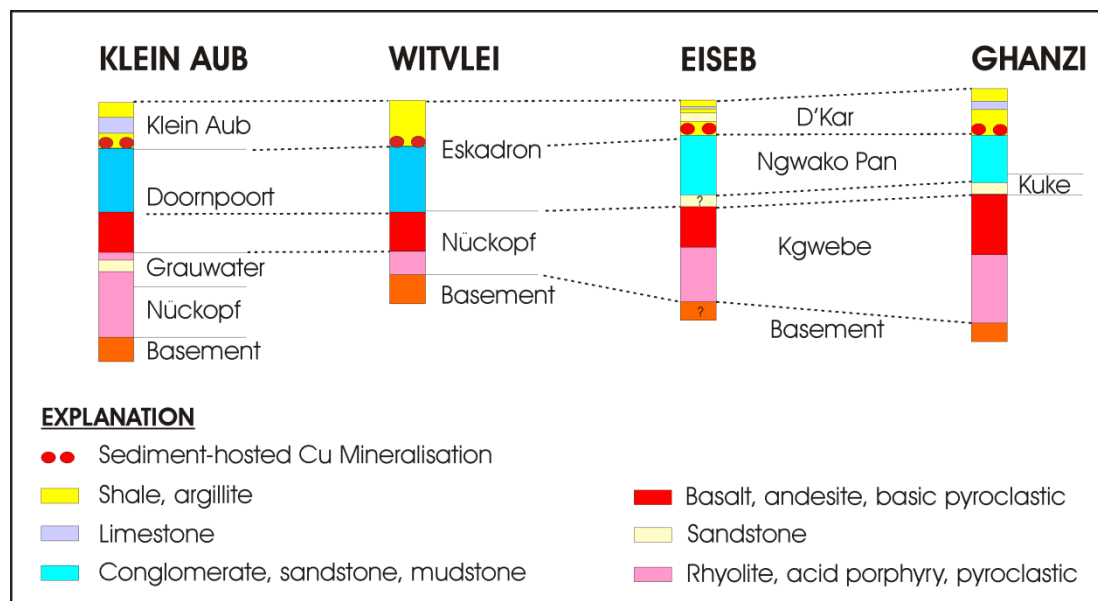 KLEIN AUB
WITVLEI
EISEB
GHANZI
Klein Aub
Doornpoort
Grauwater
Nückopf
Basement
Eskadron
Nückopf
Basement
D'Kar
Ngwako Pan
?
Kgwebe
?
Basement
Kuke
EXPLANATION
Sediment-hosted Cu Mineralisation
Shale, argillite
Limestone
Conglomerate, sandstone, mudstone
Basalt, andesite, basic pyroclastic
Sandstone
Rhyolite, acid porphyry, pyroclastic